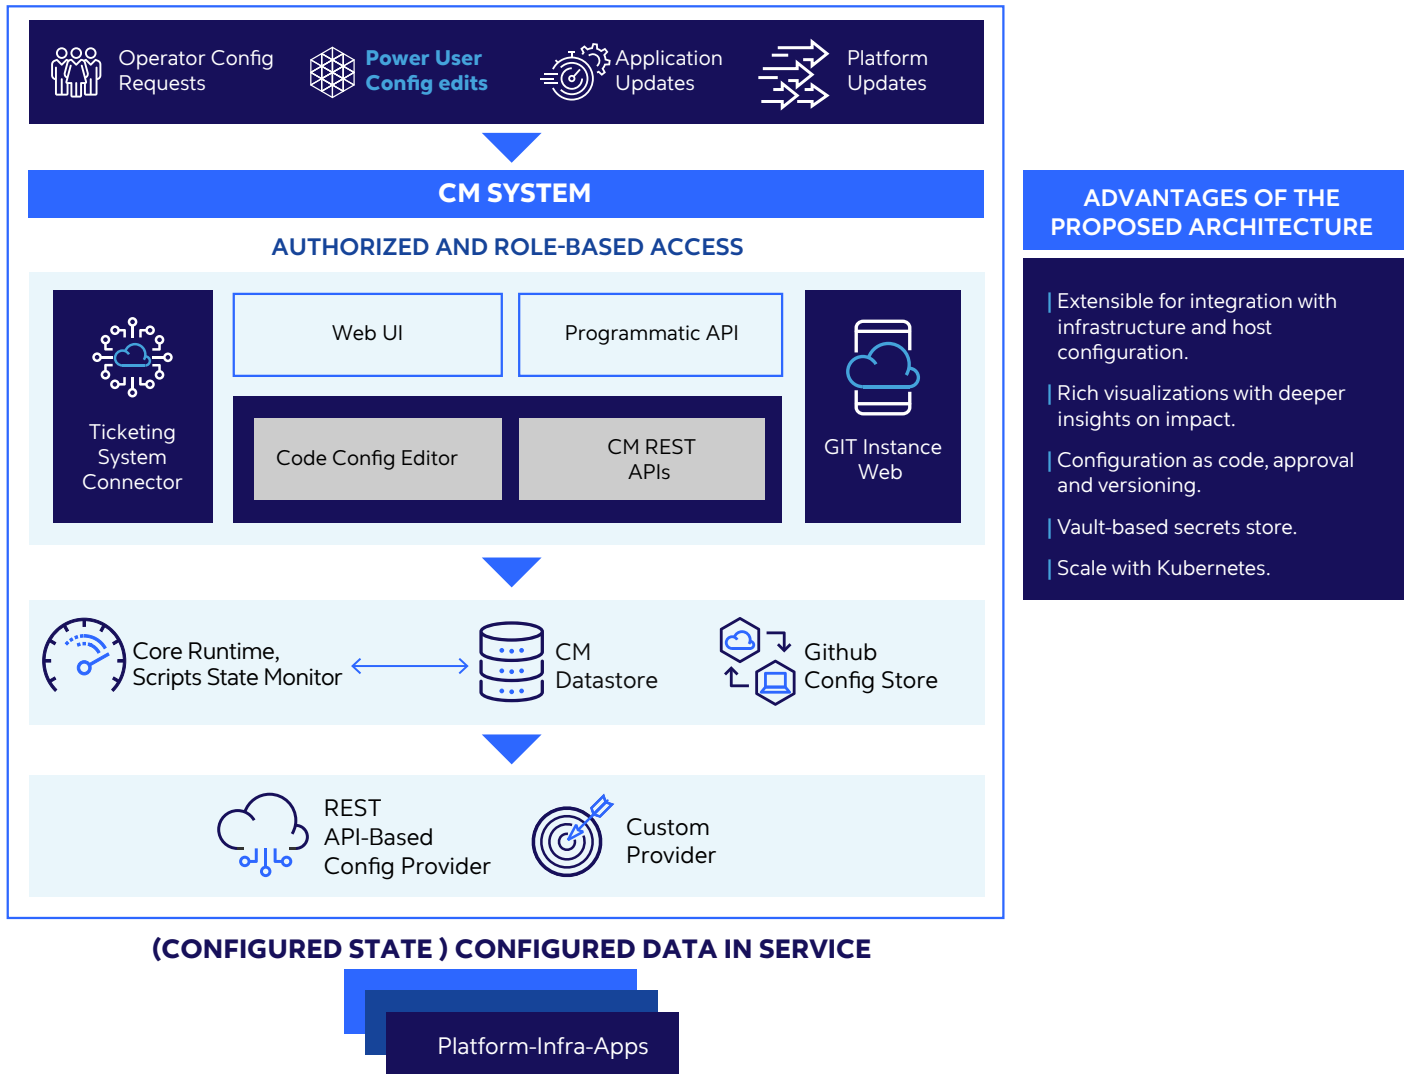 Operator Config
Requests
Power User
Config edits
Application
Updates
Platform
Updates
CM SYSTEM
AUTHORIZED AND ROLE-BASED ACCESS
Ticketing
System
Connector
Web UI
Programmatic API
Code Config Editor
CM REST
APIs
GIT Instance
Web
Core Runtime,
Scripts State Monitor
CM
Datastore
Github
Config Store
REST
API-Based
Config Provider
Custom
Provider
(CONFIGURED STATE ) CONFIGURED DATA IN SERVICE
Platform-Infra-Apps
ADVANTAGES OF THE
PROPOSED ARCHITECTURE
| Extensible for integration with
infrastructure and host
configuration.
| Rich visualizations with deeper
insights on impact.
| Configuration as code, approval
and versioning.
| Vault-based secrets store.
| Scale with Kubernetes.